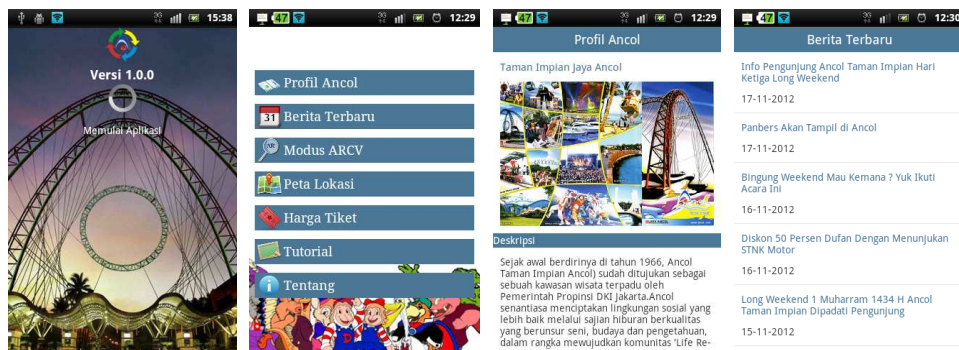 15:38
Versi 1.0.0
Memulai Aplikasi
47
12:29
Profil Ancol
31
Berita Terbaru
Modus ARCV
Peta Lokasi
Harga Tiket
Tutorial
Tentang
47
12:29
Profil Ancol
Taman Impian Jaya Ancol
Deskripsi
Sejak awal berdirinya di tahun 1966, Ancol
Taman Impian Ancol) sudah ditujukan sebagai
sebuah kawasan wisata terpadu oleh
Pemerintah Propinsi DKI Jakarta.Ancol
senantiasa menciptakan lingkungan sosial yang
lebih baik melalui sajian hiburan berkualitas
yang berunsur seni, budaya dan pengetahuan,
dalam rangka mewujudkan komunitas 'Life Re-
47
12:30
Berita Terbaru
Info Pengunjung Ancol Taman Impian Hari
Ketiga Long Weekend
17-11-2012
Panbers Akan Tampil di Ancol
17-11-2012
Bingung Weekend Mau Kemana ? Yuk Ikuti
Acara Ini
16-11-2012
Diskon 50 Persen Dufan Dengan Menunjukan
STNK Motor
16-11-2012
Long Weekend 1 Muharram 1434 H Ancol
Taman Impian Dipadati Pengunjung
15-11-2012